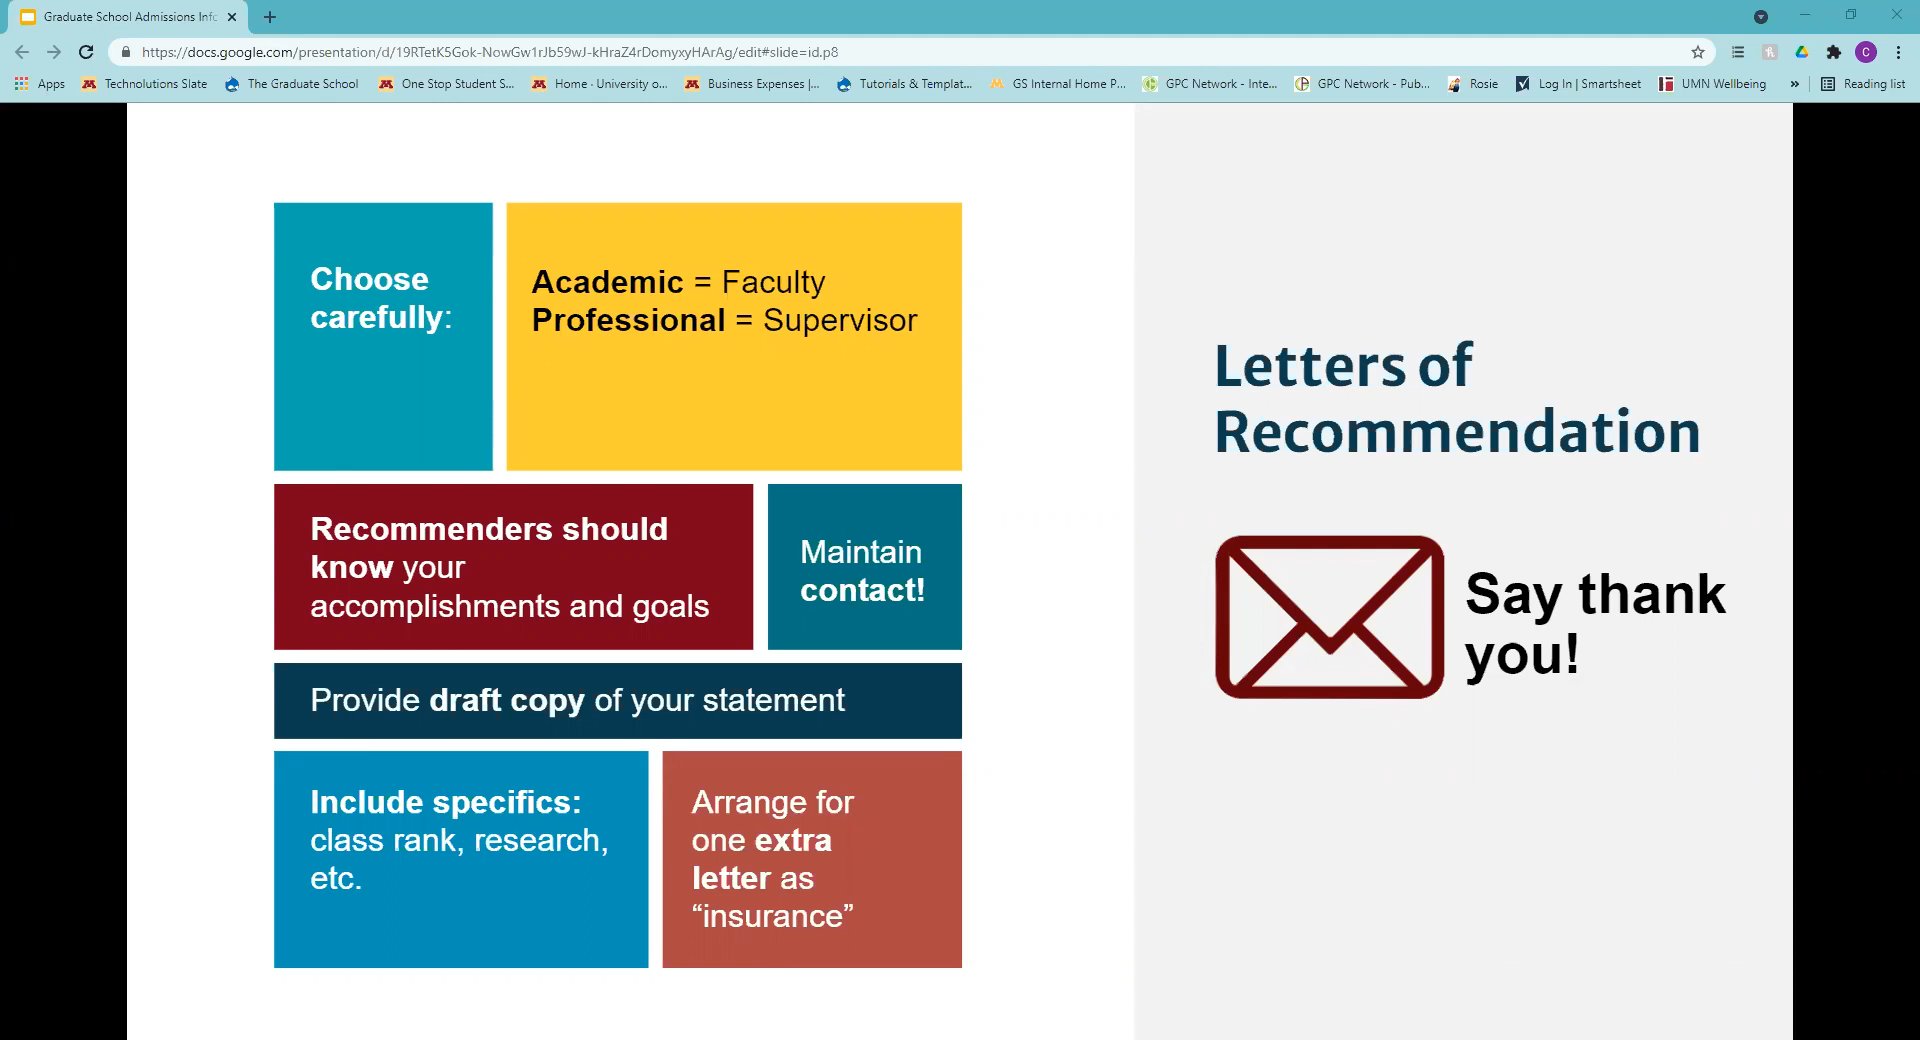 Graduate School Admissions Info
https://docs.google.com/presentation/d/19RTetK5Gok-NowGw1rJb59wJ-kHraZ4rDomyxyHArAg/edit#slide=id.p8
C
Apps
Technolutions Slate
The Graduate School
One Stop Student S...
Home · University o...
Business Expenses |...
Tutorials & Templat...
GS Internal Home P...
GPC Network - Inte...
GPC Network - Pub...
Rosie
Log In | Smartsheet
UMN Wellbeing
Reading list
Choose
carefully:
Academic = Faculty
Professional = Supervisor
Recommenders should
know your
accomplishments and goals
Maintain
contact!
Provide draft copy of your statement
Include specifics:
class rank, research,
etc.
Arrange for
one extra
letter as
“insurance”
Letters of
Recommendation
Say thank
you!